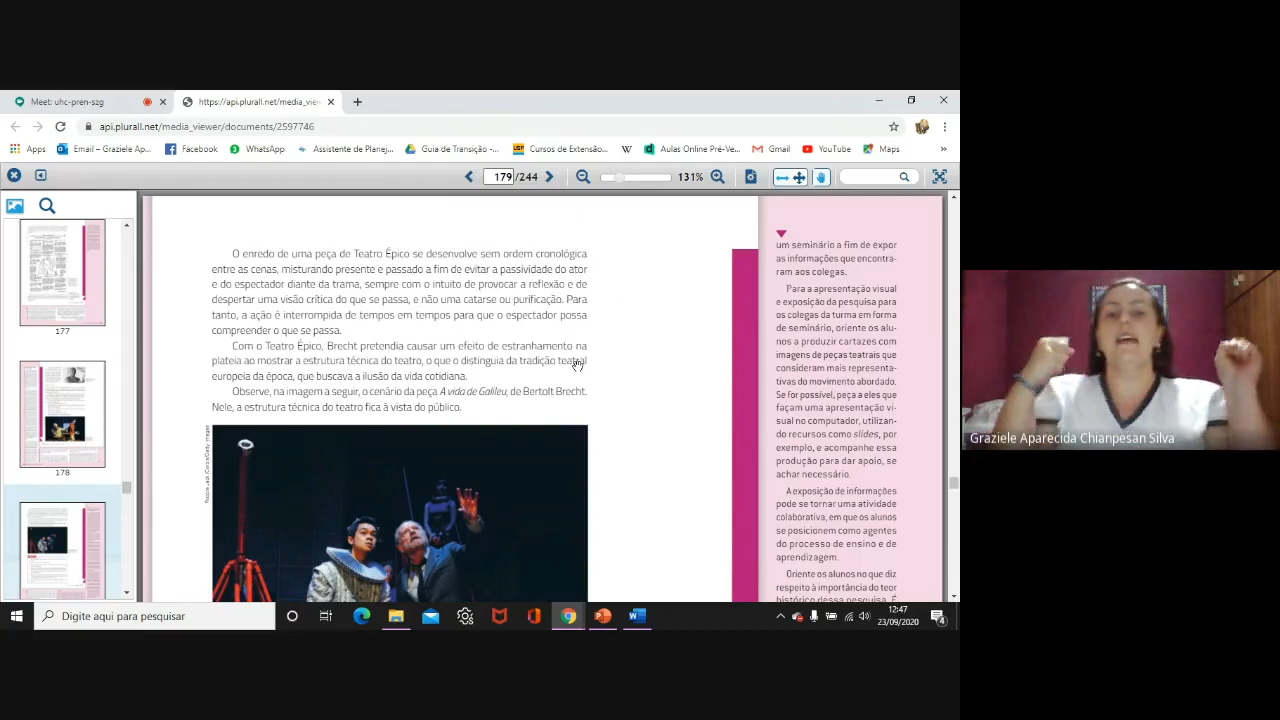 Meet: uhc-pren-szg
https://api.plurall.net/media_vie
api.plurall.net/media_viewer/documents/2597746
Apps
Email – Graziele Ap...
Facebook
WhatsApp
Assistente de Planej...
Guia de Transição -...
USP
Cursos de Extensão...
W
Aulas Online Pré-Ve...
Gmail
YouTube
Maps
»
179 /244
131%
177
178
O enredo de uma peça de Teatro Épico se desenvolve sem ordem cronológica
entre as cenas, misturando presente e passado a fim de evitar a passividade do ator
e do espectador diante da trama, sempre com o intuito de provocar a reflexão e de
despertar uma visão crítica do que se passa, e não uma catarse ou purificação. Para
tanto, a ação é interrompida de tempos em tempos para que o espectador possa
compreender o que se passa.
Com o Teatro Épico, Brecht pretendia causar um efeito de estranhamento na
plateia ao mostrar a estrutura técnica do teatro, o que o distinguia da tradição teatral
europeia da época, que buscava a ilusão da vida cotidiana.
Observe, na imagem a seguir, o cenário da peça A vida de Galileu, de Bertolt Brecht.
Nele, a estrutura técnica do teatro fica à vista do público.
um seminário a fim de expor
as informações que encontra-
ram aos colegas.
Para a apresentação visual
e exposição da pesquisa para
os colegas da turma em forma
de seminário, oriente os alu-
nos a produzir cartazes com
imagens de peças teatrais que
consideram mais representa-
tivas do movimento abordado.
Se for possível, peça a eles que
façam uma apresentação vi-
sual no computador, utilizan-
do recursos como slides, por
exemplo, e acompanhe essa
produção para dar apoio, se
achar necessário.
A exposição de informações
pode se tornar uma atividade
colaborativa, em que os alunos
se posicionem como agentes
do processo de ensino e de
aprendizagem.
Oriente os alunos no que diz
respeito à importância do teor
histórico dessa pesquisa. É
Graziele Aparecida Chianpesan Silva
Digite aqui para pesquisar
12:47
23/09/2020
4